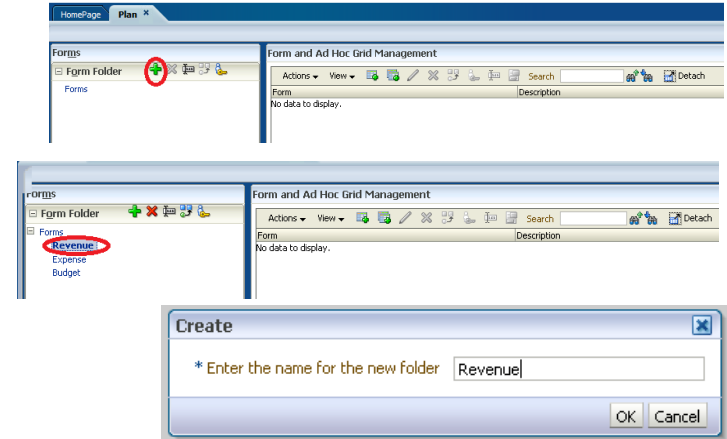 HomePage Plan ×
Forms
Form and Ad Hoc Grid Management
Form Folder
Actions View Search Detach
Forms
Form Description
No data to display.
orms
Form and Ad Hoc Grid Management
Form Folder
Actions View Search Detach
Forms
Form Description
Revenue
No data to display.
Expense
Budget
Create
* Enter the name for the new folder Revenue
OK Cancel